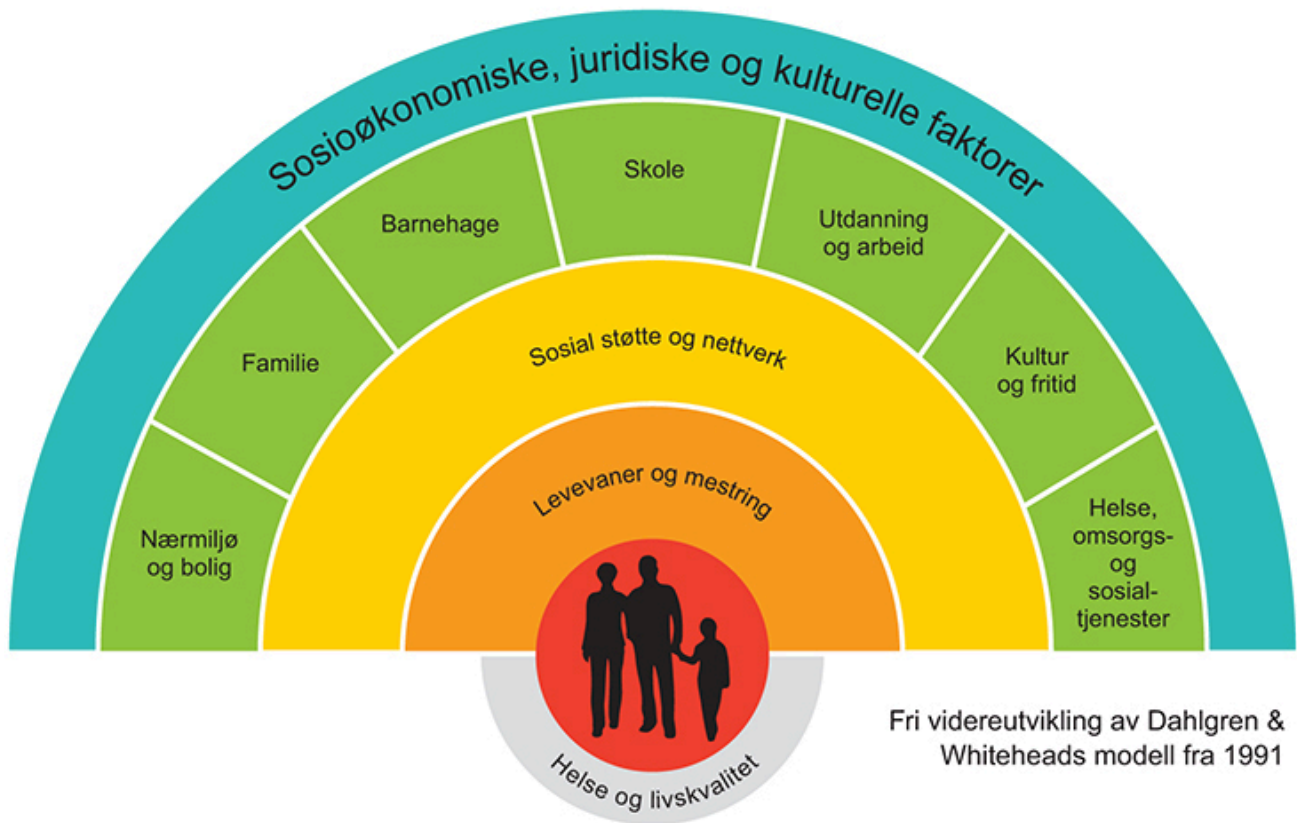 Sosioøkonomiske, juridiske og kulturelle faktorer
Nærmiljø
og bolig
Familie
Barnehage
Skole
Utdanning
og arbeid
Kultur
og fritid
Helse,
omsorgs-
og
sosial-
tjenester
Sosial støtte og nettverk
Levevaner og mestring
Helse og livskvalitet
Fri videreutvikling av Dahlgren &
Whiteheads modell fra 1991